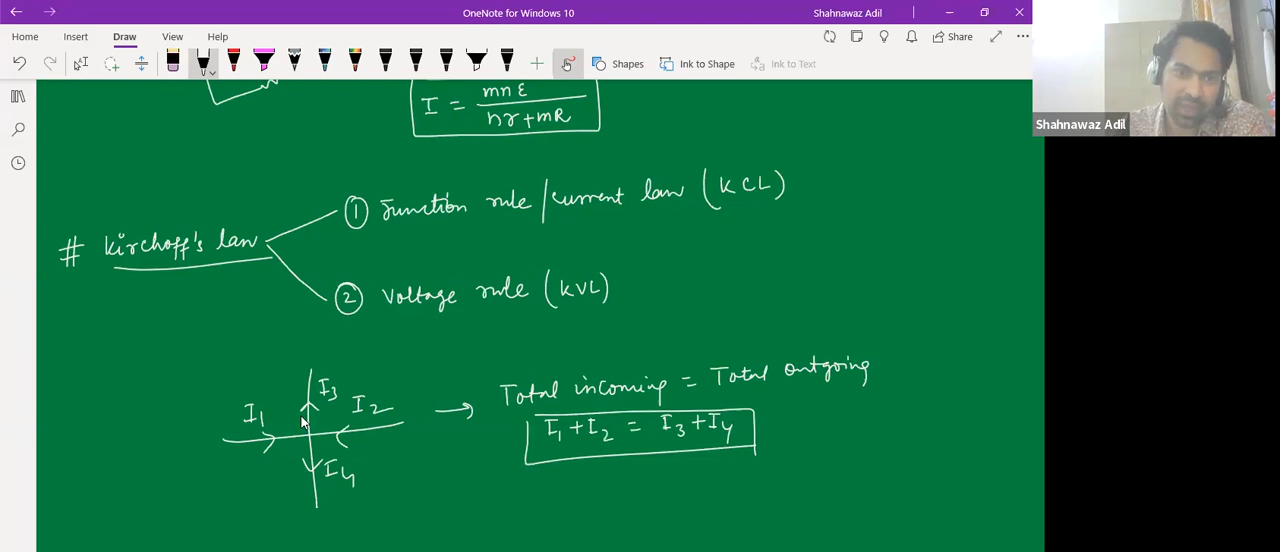 OneNote for Windows 10
Shahnawaz Adil
Home Insert Draw View Help
Share
Shapes Ink to Shape Ink to Text
Shahnawaz Adil
I = mnε / nr+mR
# Kirchoff's law
① Junction rule/current law (KCL)
② Voltage rule (KVL)
I₃
I₁
I₂
I₄
→ Total incoming = Total outgoing
I₁ + I₂ = I₃ + I₄